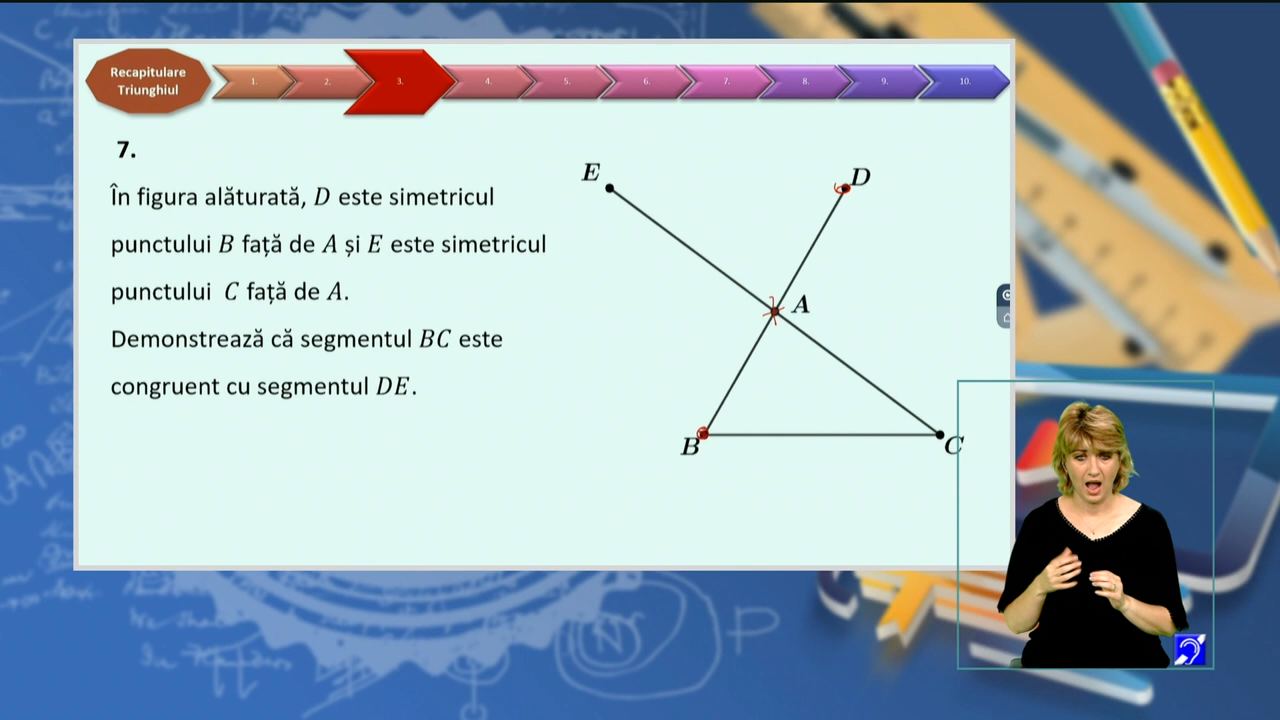 Recapitulare
Triunghiul
1.
2.
3.
4.
5.
6.
7.
8.
9.
10.
7.
În figura alăturată, D este simetricul
punctului B față de A și E este simetricul
punctului C față de A.
Demonstrează că segmentul BC este
congruent cu segmentul DE.
E
D
A
B
C